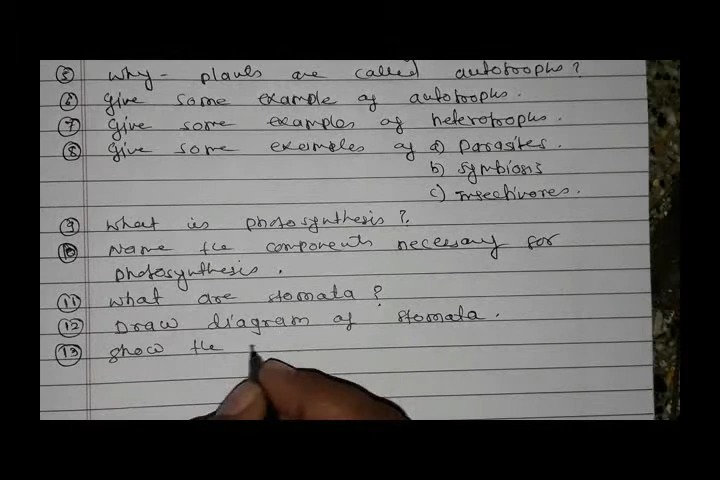 5 Why - plants are called autotrophs?
6 Give some example of autotrophs.
7 Give some examples of heterotrophs.
8 Give some exemples of a) Parasites.
b) symbiosis
c) insectivores.
9 What is photosynthesis?
10 Name the components necessary for
photosynthesis.
11 What are stomata?
12 Draw diagram of stomata.
13 Show the